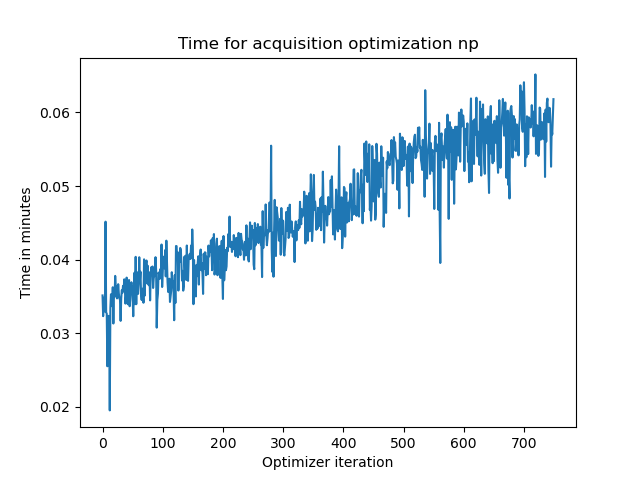 Time for acquisition optimization np
Time in minutes
0.06
0.05
0.04
0.03
0.02
0 100 200 300 400 500 600 700
Optimizer iteration